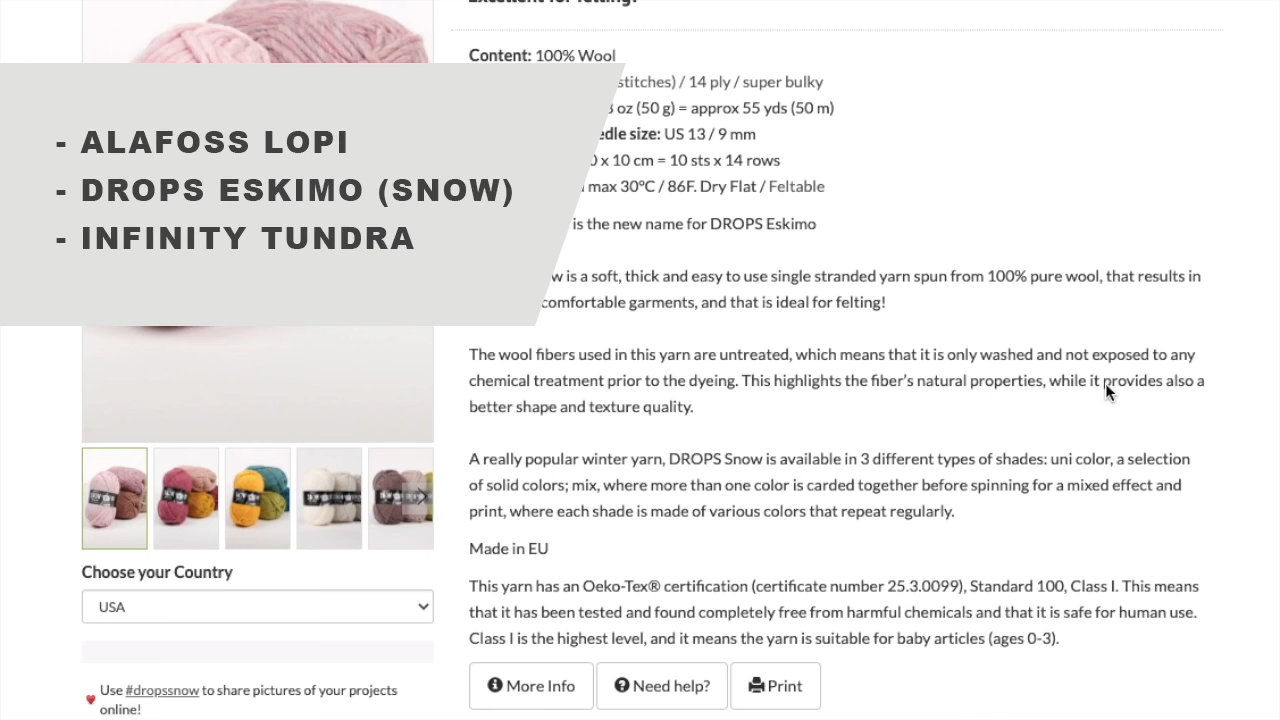 Excellent for felting!
Content: 100% Wool
stitches) / 14 ply / super bulky
oz (50 g) = approx 55 yds (50 m)
size: US 13 / 9 mm
x 10 cm = 10 sts x 14 rows
max 30°C / 86F. Dry Flat / Feltable
- ALAFOSS LOPI
- DROPS ESKIMO (SNOW)
- INFINITY TUNDRA
is the new name for DROPS Eskimo
is a soft, thick and easy to use single stranded yarn spun from 100% pure wool, that results in
comfortable garments, and that is ideal for felting!
The wool fibers used in this yarn are untreated, which means that it is only washed and not exposed to any
chemical treatment prior to the dyeing. This highlights the fiber's natural properties, while it provides also a
better shape and texture quality.
A really popular winter yarn, DROPS Snow is available in 3 different types of shades: uni color, a selection
of solid colors; mix, where more than one color is carded together before spinning for a mixed effect and
print, where each shade is made of various colors that repeat regularly.
Made in EU
This yarn has an Oeko-Tex® certification (certificate number 25.3.0099), Standard 100, Class I. This means
that it has been tested and found completely free from harmful chemicals and that it is safe for human use.
Class I is the highest level, and it means the yarn is suitable for baby articles (ages 0-3).
More Info
Need help?
Print
Choose your Country
USA
Use #dropssnow to share pictures of your projects
online!